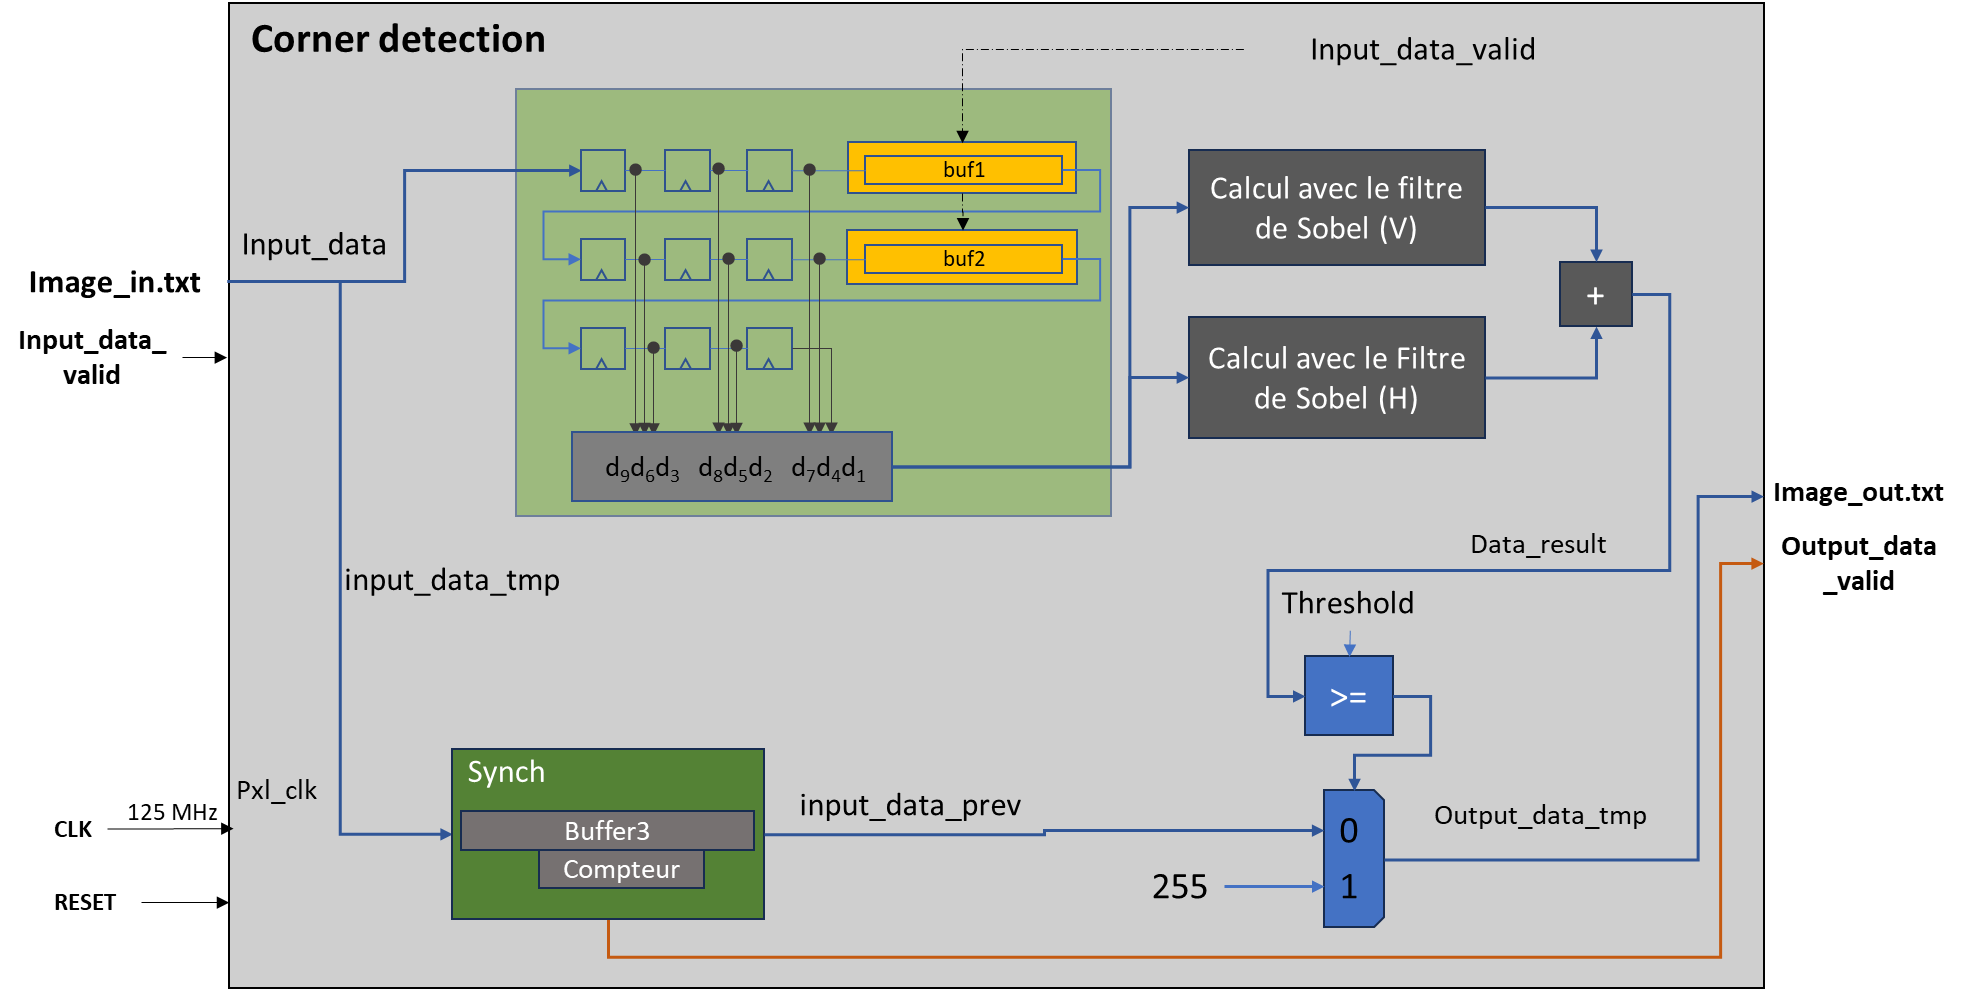 Corner detection
Input_data_valid
buf1
buf2
Calcul avec le filtre
de Sobel (V)
Input_data
Image_in.txt
+
Input_data_
valid
Calcul avec le Filtre
de Sobel (H)
d₉d₆d₃ d₈d₅d₂ d₇d₄d₁
Image_out.txt
Data_result
Output_data
_valid
input_data_tmp
Threshold
>=
Synch
Pxl_clk
125 MHz
CLK
Buffer3
Compteur
input_data_prev
0
Output_data_tmp
255
1
RESET